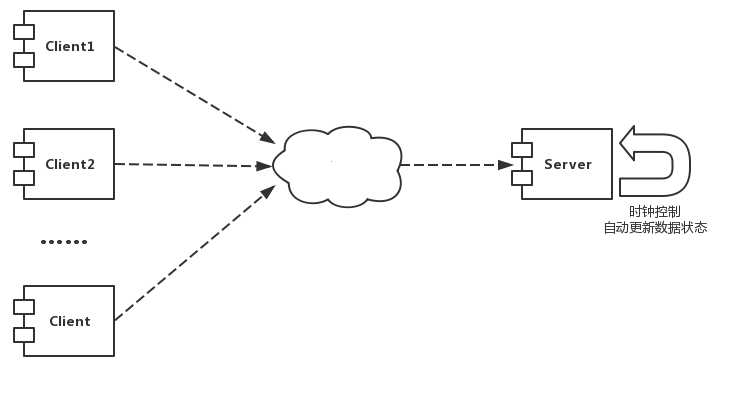 Client1
Client2
......
Client
Server
时钟控制
自动更新数据状态